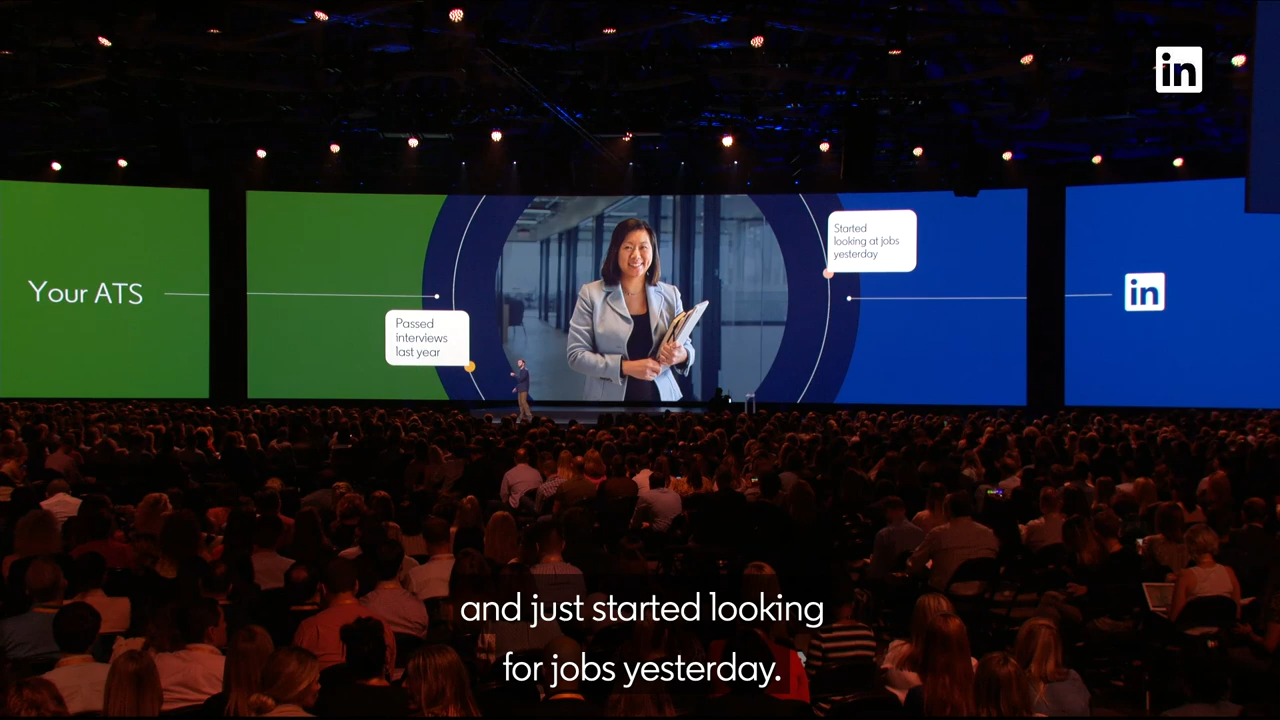 in
Your ATS
Passed
interviews
last year
Started
looking at jobs
yesterday
in
and just started looking
for jobs yesterday.